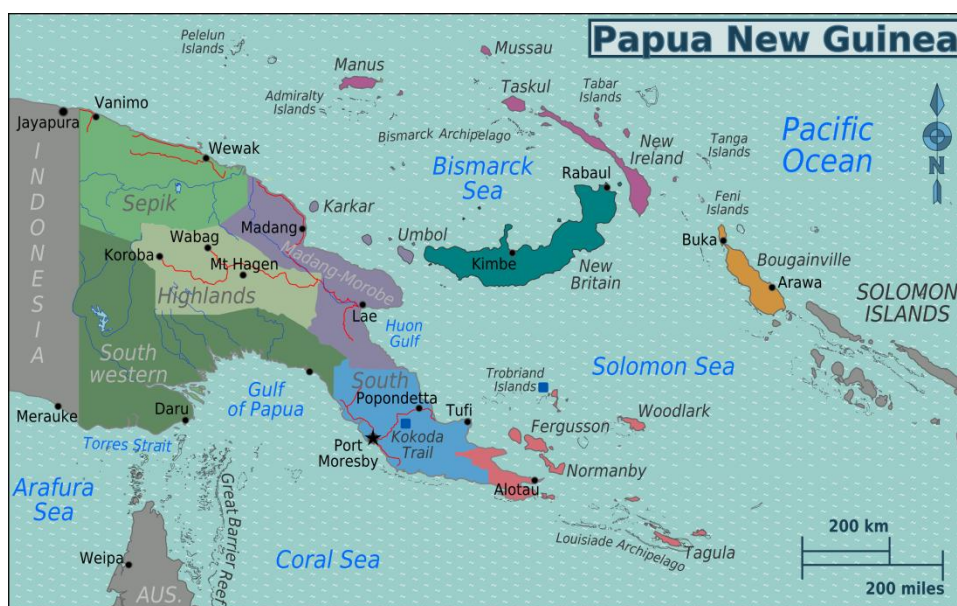 Papua New Guinea
Pelelun
Islands
Manus
Mussau
Taskul
Tabar
Islands
Admiralty
Islands
Bismarck Archipelago
Vanimo
Jayapura
INDONESIA
Wewak
Bismarck
Sea
New
Ireland
Tanga
Islands
Pacific
Ocean
N
Rabaul
Sepik
Karkar
Feni
Islands
Madang
Umbol
Wabag
Koroba
Mt Hagen
Madang-Morobe
Kimbe
New
Britain
Buka
Bougainville
Arawa
Highlands
Lae
SOLOMON
ISLANDS
Huon
Gulf
South
western
Solomon Sea
Gulf
of Papua
South
Trobriand
Islands
Popondetta
Tufi
Woodlark
Merauke
Daru
Fergusson
Torres Strait
Port
Moresby
Kokoda
Trail
Normanby
Arafura
Sea
Great Barrier Reef
Alotau
200 km
200 miles
Louisiade Archipelago
Tagula
Coral Sea
Weipa
AUS.